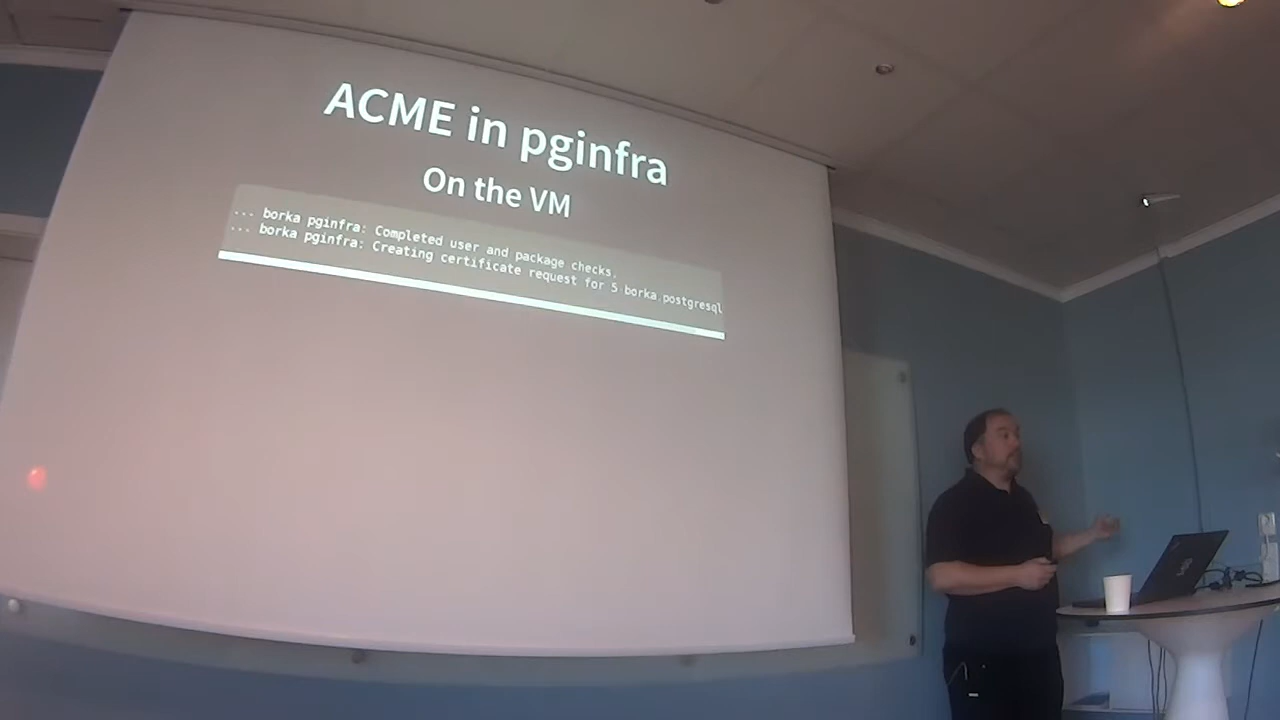 ACME in pginfra
On the VM
... borka pginfra: Completed user and package checks.
... borka pginfra: Creating certificate request for 5 borka.postgresql